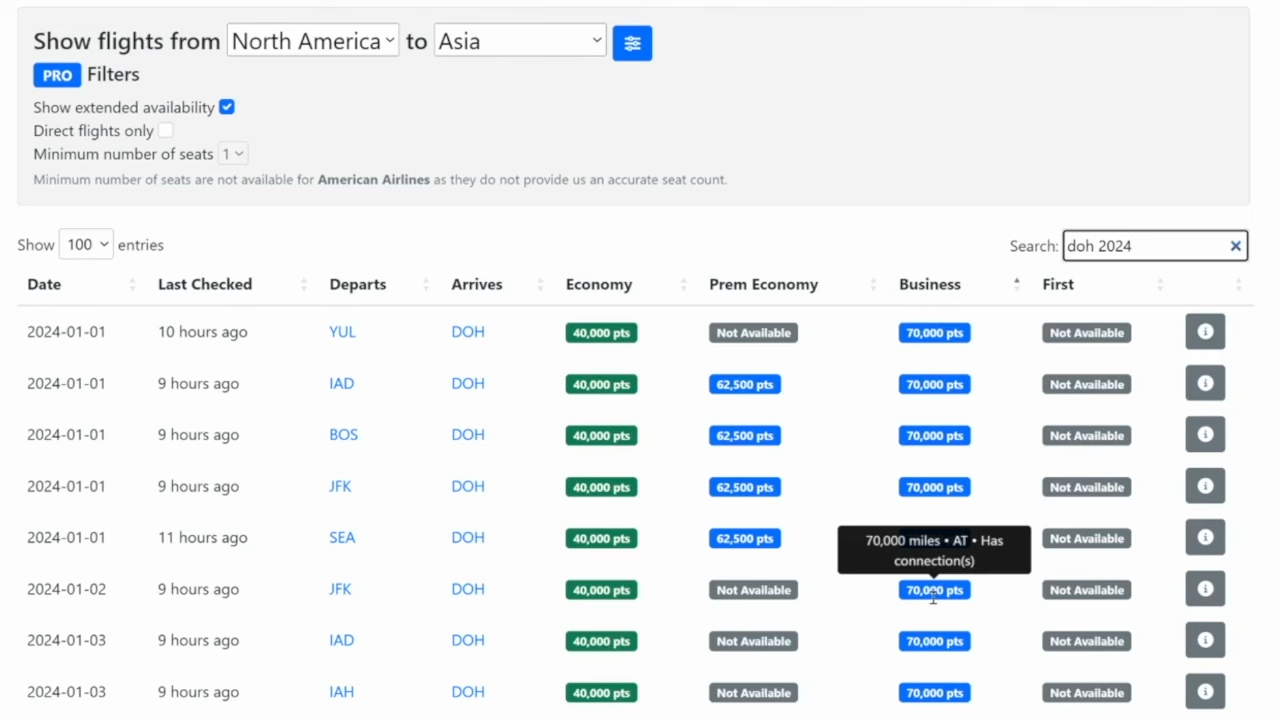 Show flights from North America to Asia
PRO Filters
Show extended availability
Direct flights only
Minimum number of seats 1
Minimum number of seats are not available for American Airlines as they do not provide us an accurate seat count.
Show 100 entries Search: doh 2024
Date Last Checked Departs Arrives Economy Prem Economy Business First
2024-01-01 10 hours ago YUL DOH 40,000 pts Not Available 70,000 pts Not Available
2024-01-01 9 hours ago IAD DOH 40,000 pts 62,500 pts 70,000 pts Not Available
2024-01-01 9 hours ago BOS DOH 40,000 pts 62,500 pts 70,000 pts Not Available
2024-01-01 9 hours ago JFK DOH 40,000 pts 62,500 pts 70,000 pts Not Available
2024-01-01 11 hours ago SEA DOH 40,000 pts 62,500 pts Not Available
70,000 miles • AT • Has
connection(s)
2024-01-02 9 hours ago JFK DOH 40,000 pts Not Available 70,000 pts Not Available
2024-01-03 9 hours ago IAD DOH 40,000 pts Not Available 70,000 pts Not Available
2024-01-03 9 hours ago IAH DOH 40,000 pts Not Available 70,000 pts Not Available